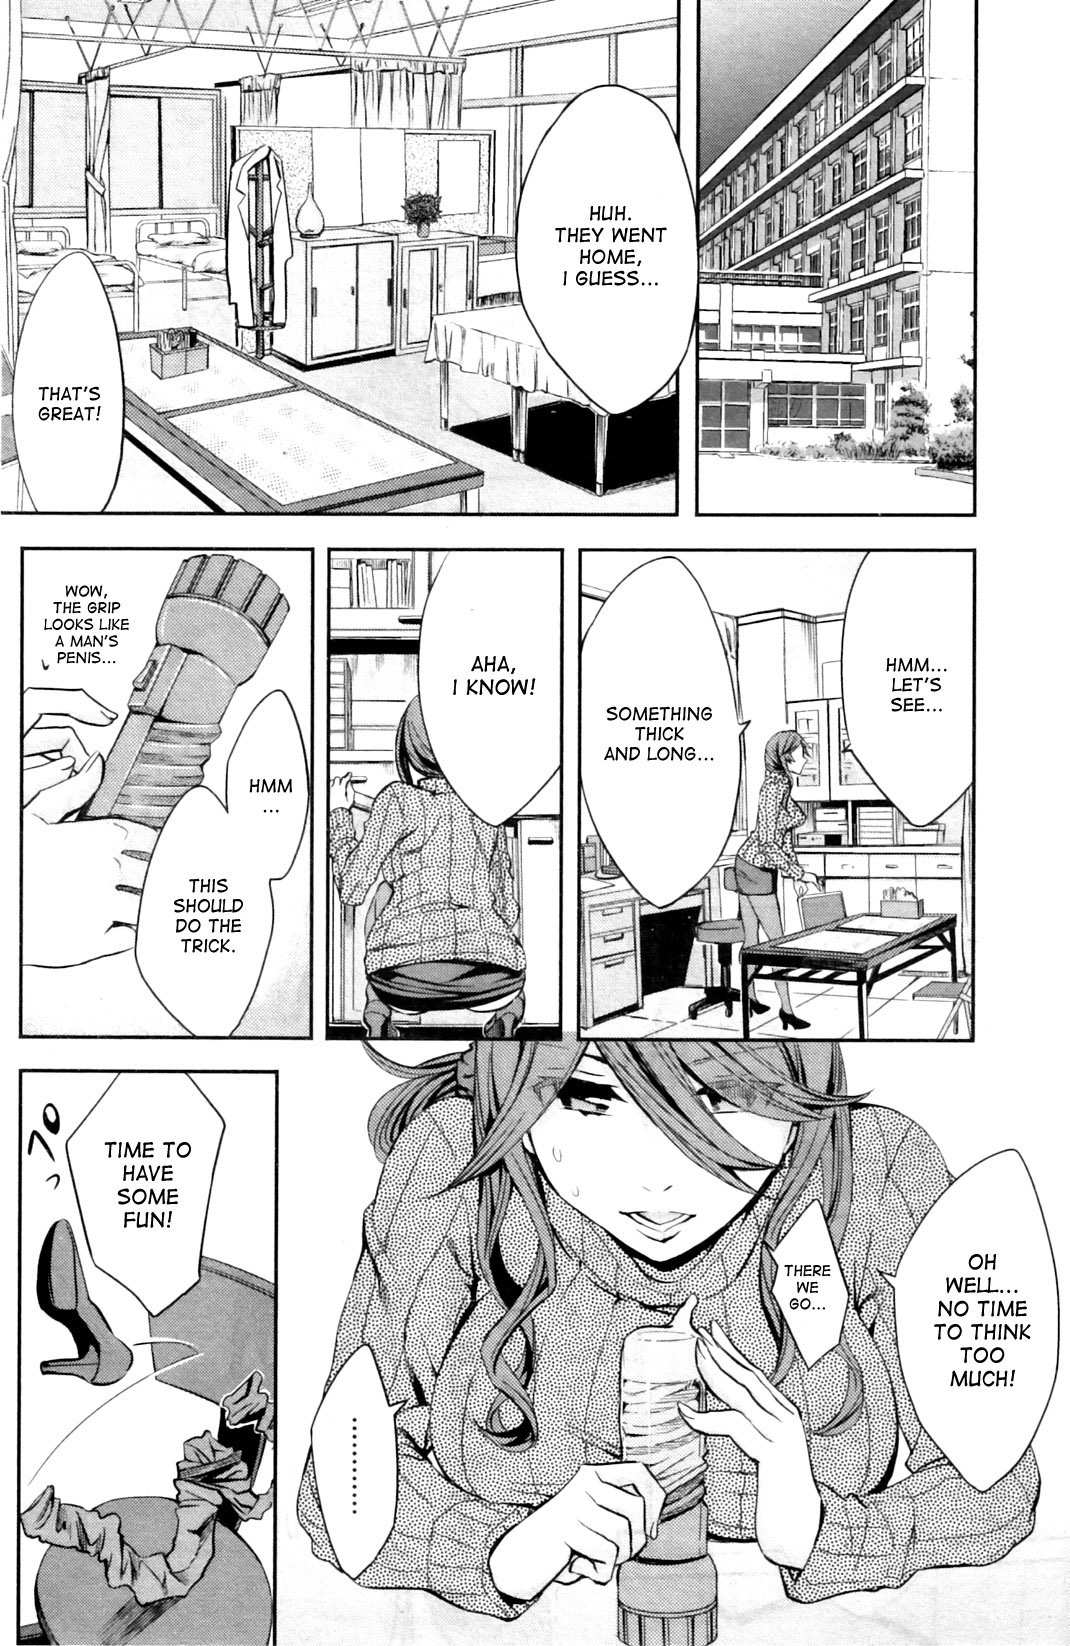 HUH.
THEY WENT
HOME,
I GUESS...
THAT'S
GREAT!
HMM...
LET'S
SEE...
SOMETHING
THICK
AND LONG...
AHA,
I KNOW!
WOW,
THE GRIP
LOOKS LIKE
A MAN'S
PENIS...
HMM
...
THIS
SHOULD
DO THE
TRICK.
OH
WELL...
NO TIME
TO THINK
TOO
MUCH!
THERE
WE
GO...
..........
TIME TO
HAVE
SOME
FUN!